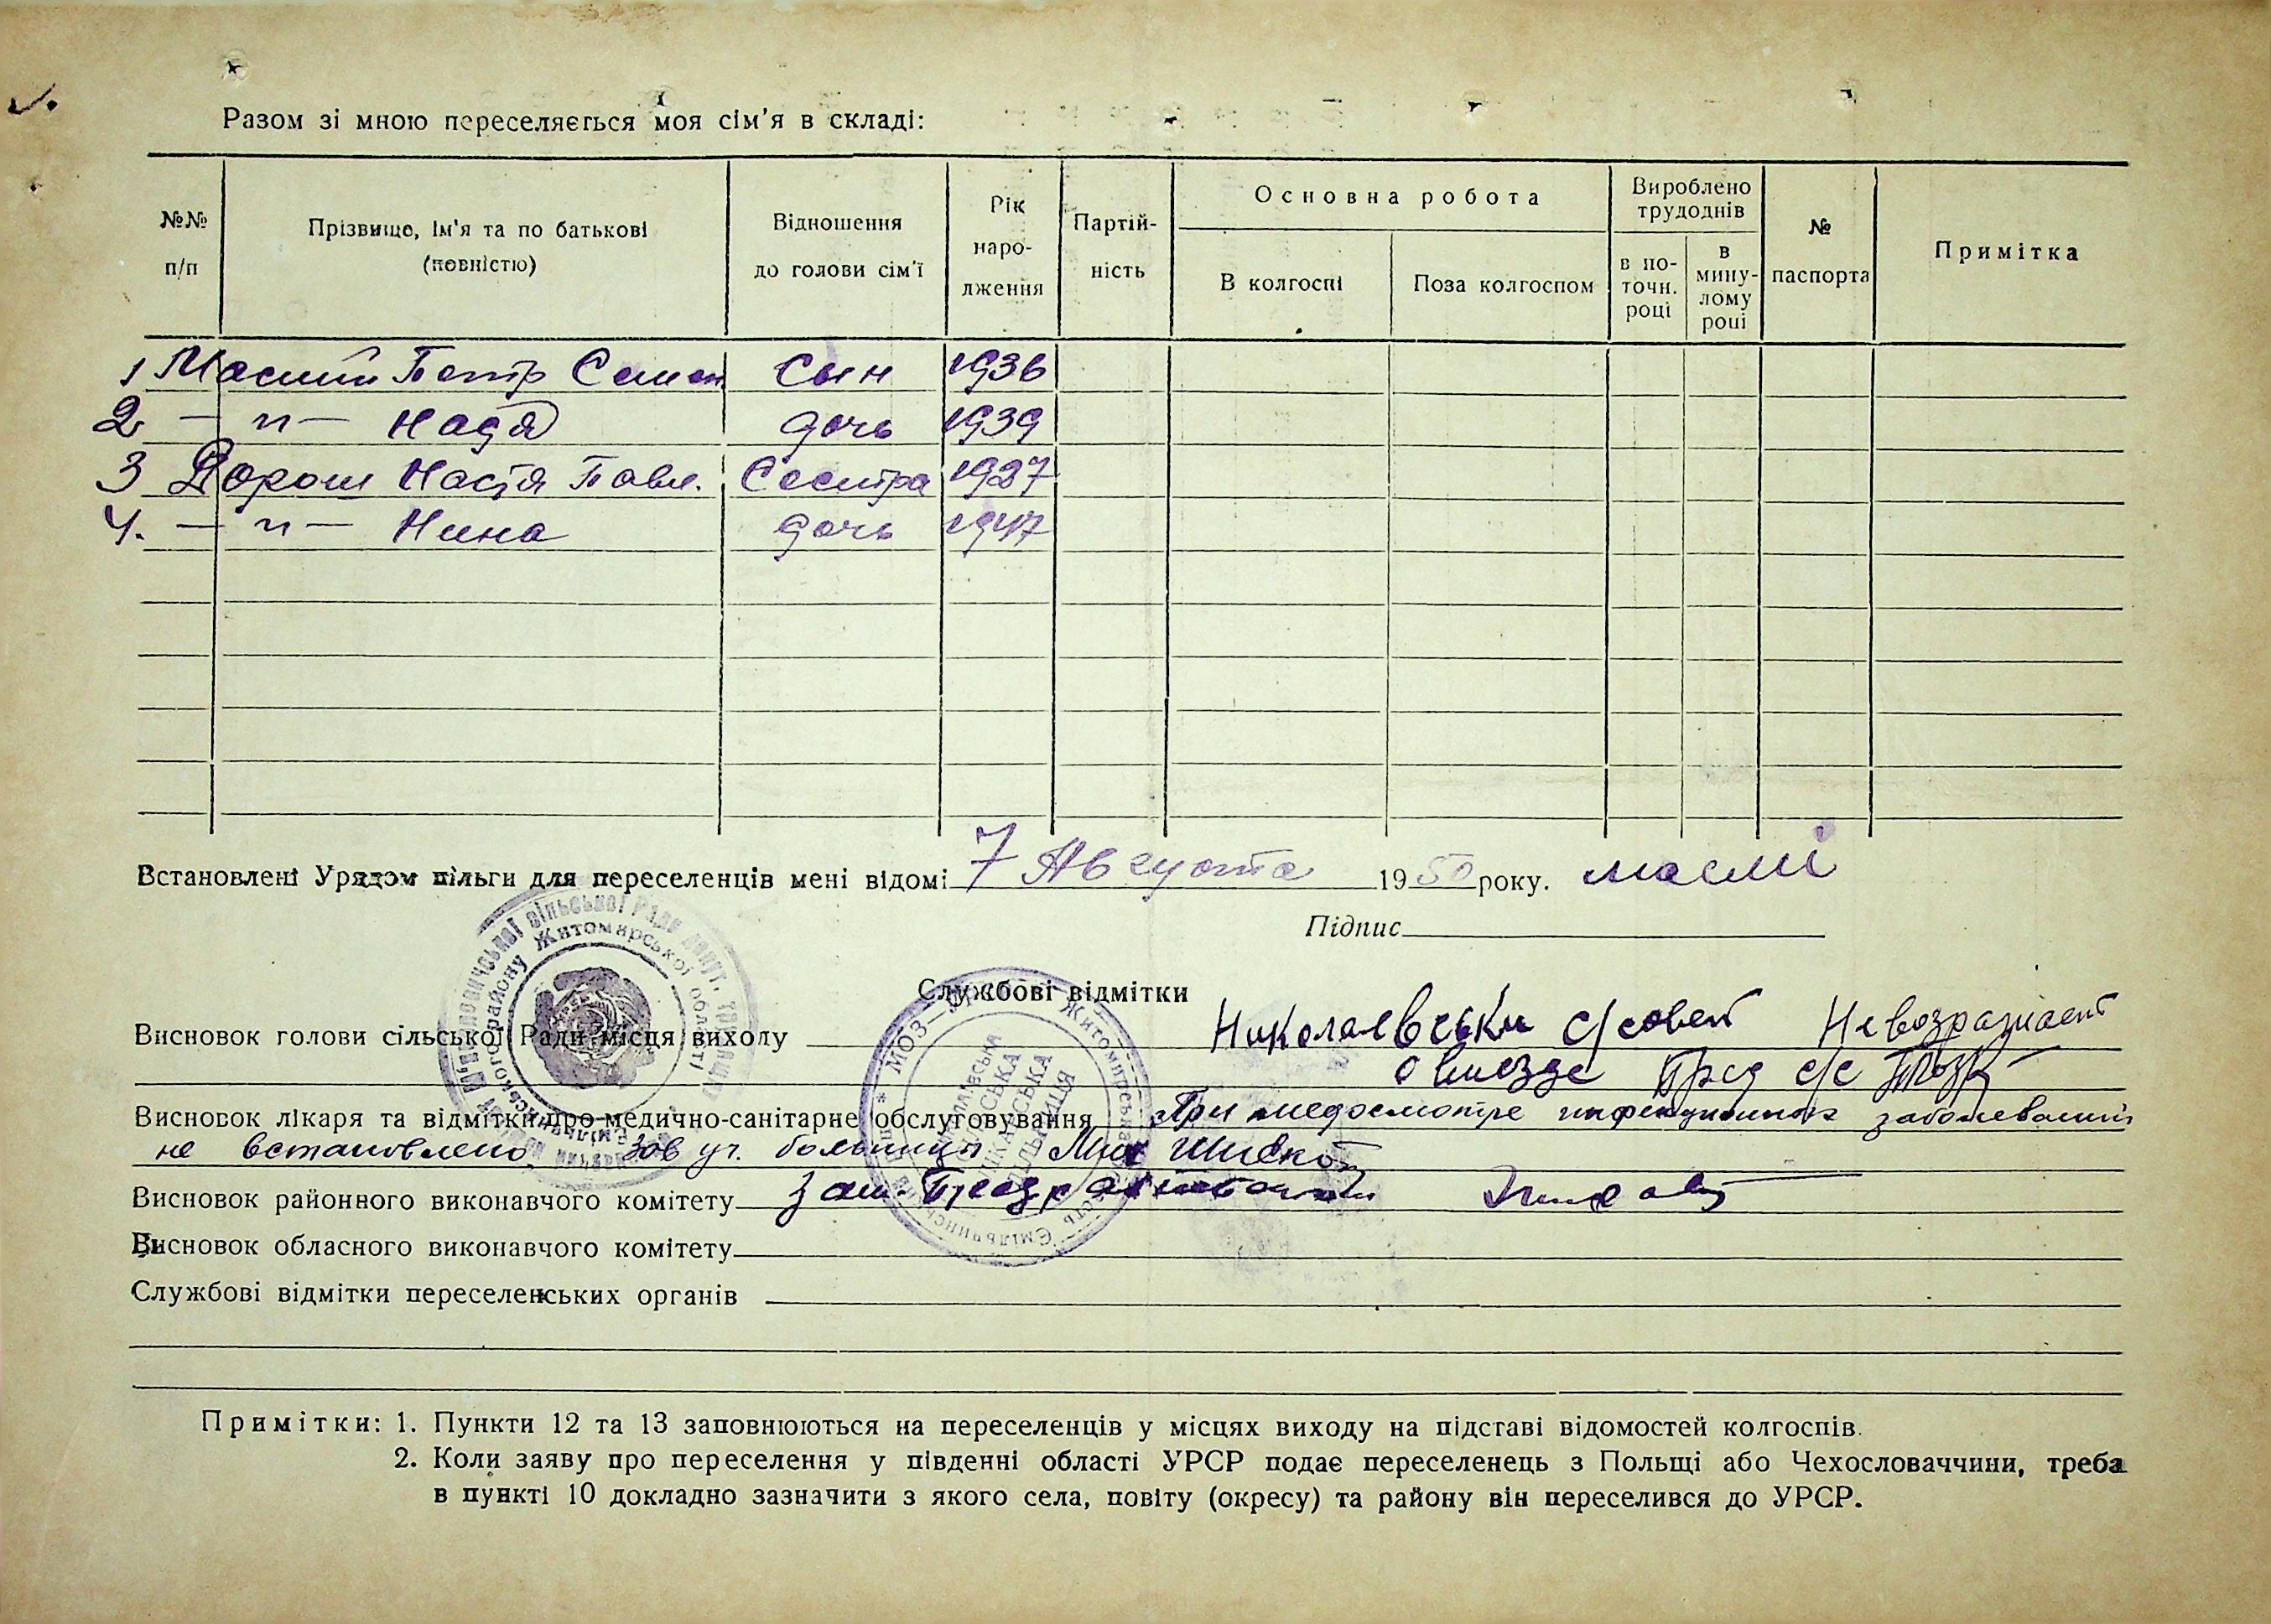 Разом зі мною переселяється моя сім'я в складі:
№№ п/п
Прізвище, ім'я та по батькові (повністю)
Відношення до голови сім'ї
Рік народження
Партійність
Основна робота
В колгоспі
Поза колгоспом
Вироблено трудоднів
в поточн. році
в минулому році
№ паспорта
Примітка
1 Масний Петр Семен сын 1936
2 — п — Надя дочь 1939
3 Ворош Настя Павл. Сестра 1927
4. — п — Нина дочь 1947
Встановлені Урядом пільги для переселенців мені відомі 7 Августа 1950 року.
Підпис
Службові відмітки
Висновок голови сільської Ради місця виходу Николаевськи с/совет Не возражает
о выезде Пред с/с
Висновок лікаря та відмітки про медично-санітарне обслуговування При медосмотре инфекционных заболеваний
не встановлено. Зав уч. больници
Висновок районного виконавчого комітету
Висновок обласного виконавчого комітету
Службові відмітки переселенських органів
Примітки: 1. Пункти 12 та 13 заповнюються на переселенців у місцях виходу на підставі відомостей колгоспів.
2. Коли заяву про переселення у південні області УРСР подає переселенець з Польщі або Чехословаччини, треба
в пункті 10 докладно зазначити з якого села, повіту (окресу) та району він переселився до УРСР.